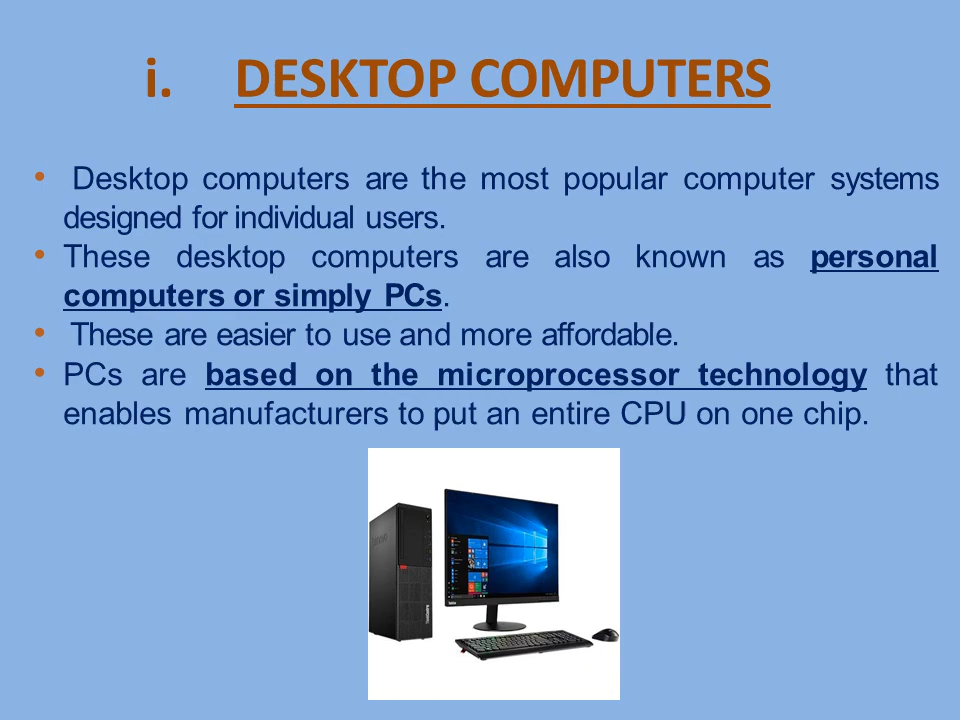 i. DESKTOP COMPUTERS
• Desktop computers are the most popular computer systems
designed for individual users.
• These desktop computers are also known as personal
computers or simply PCs.
• These are easier to use and more affordable.
• PCs are based on the microprocessor technology that
enables manufacturers to put an entire CPU on one chip.
Lenovo
ThinkCentre